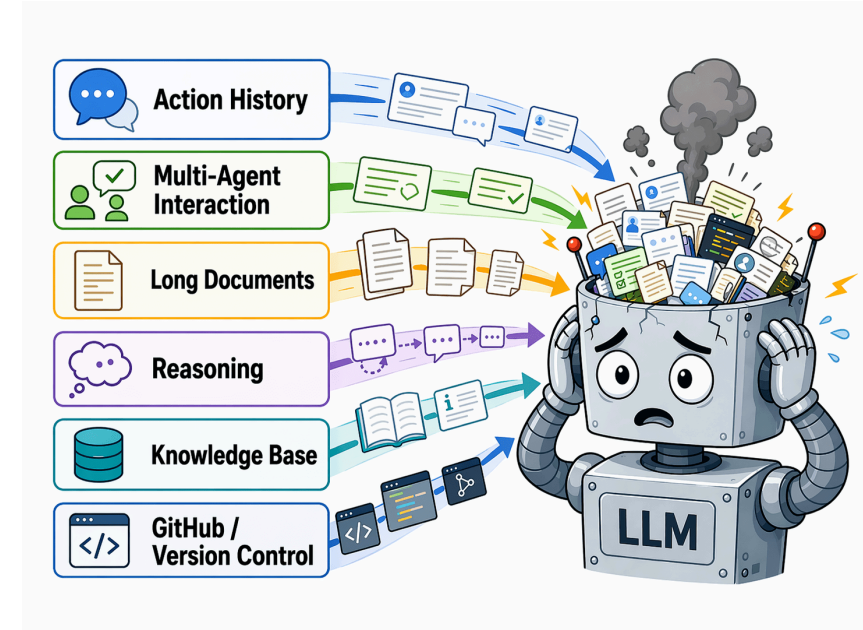 Action History
Multi-Agent
Interaction
Long Documents
Reasoning
Knowledge Base
GitHub /
Version Control
</>
</>
i
LLM